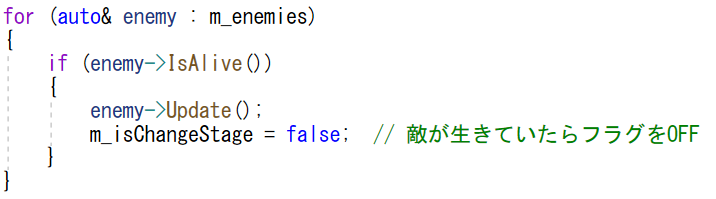 for (auto& enemy : m_enemies)
{
if (enemy->IsAlive())
{
enemy->Update();
m_isChangeStage = false;  // 敵が生きていたらフラグをOFF
}
}